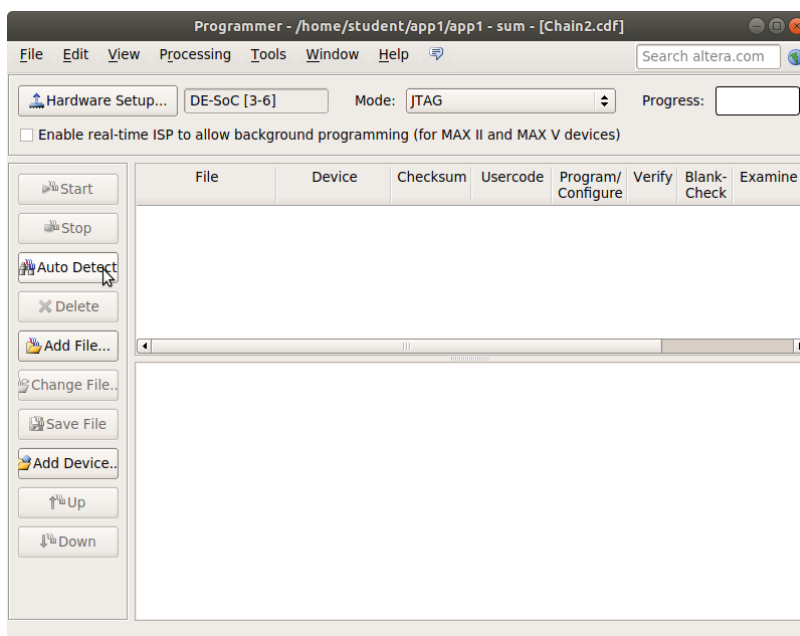 Programmer - /home/student/app1/app1 - sum - [Chain2.cdf]
File Edit View Processing Tools Window Help
Search altera.com
Hardware Setup... DE-SoC [3-6] Mode: JTAG Progress:
Enable real-time ISP to allow background programming (for MAX II and MAX V devices)
File Device Checksum Usercode Program/ Verify Blank- Examine
Configure Check
Start
Stop
Auto Detect
Delete
Add File...
Change File..
Save File
Add Device..
Up
Down